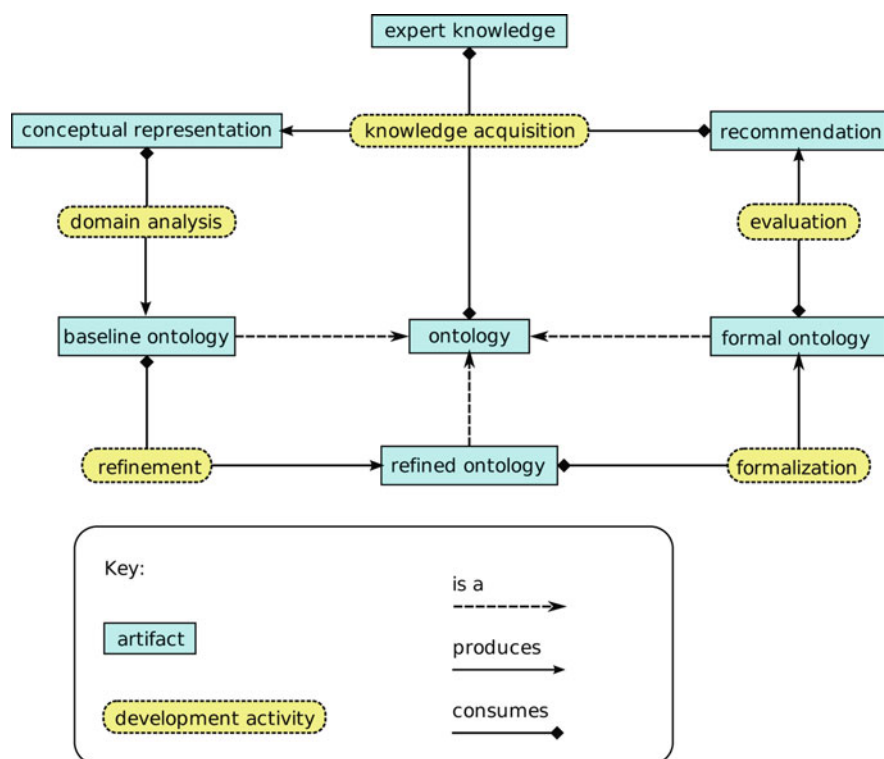 expert knowledge
conceptual representation
knowledge acquisition
recommendation
domain analysis
evaluation
baseline ontology
ontology
formal ontology
refinement
refined ontology
formalization
Key:
is a
artifact
produces
development activity
consumes